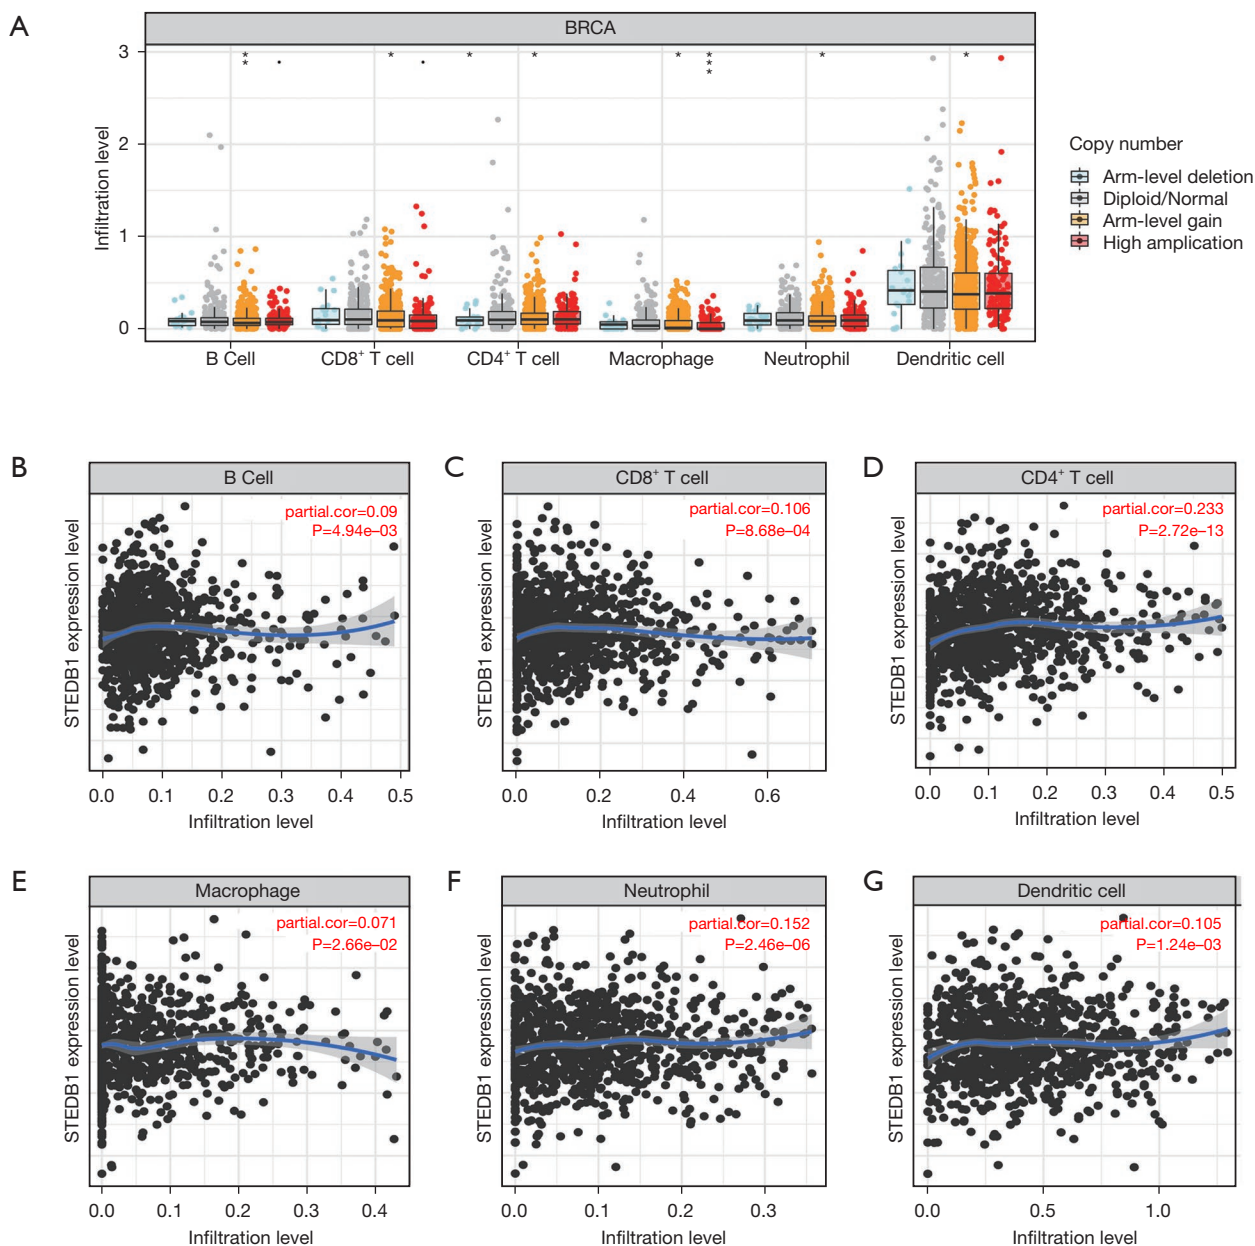 A
BRCA
* * * * * * * *
* . . *
*
3
2
1
0
Infiltration level
B Cell
CD8+ T cell
CD4+ T cell
Macrophage
Neutrophil
Dendritic cell
Copy number
Arm-level deletion
Diploid/Normal
Arm-level gain
High amplication
B
B Cell
partial.cor=0.09
P=4.94e–03
STEDB1 expression level
0.0 0.1 0.2 0.3 0.4 0.5
Infiltration level
C
CD8+ T cell
partial.cor=0.106
P=8.68e–04
STEDB1 expression level
0.0 0.2 0.4 0.6
Infiltration level
D
CD4+ T cell
partial.cor=0.233
P=2.72e–13
STEDB1 expression level
0.0 0.1 0.2 0.3 0.4 0.5
Infiltration level
E
Macrophage
partial.cor=0.071
P=2.66e–02
STEDB1 expression level
0.0 0.1 0.2 0.3 0.4
Infiltration level
F
Neutrophil
partial.cor=0.152
P=2.46e–06
STEDB1 expression level
0.0 0.1 0.2 0.3
Infiltration level
G
Dendritic cell
partial.cor=0.105
P=1.24e–03
STEDB1 expression level
0.0 0.5 1.0
Infiltration level